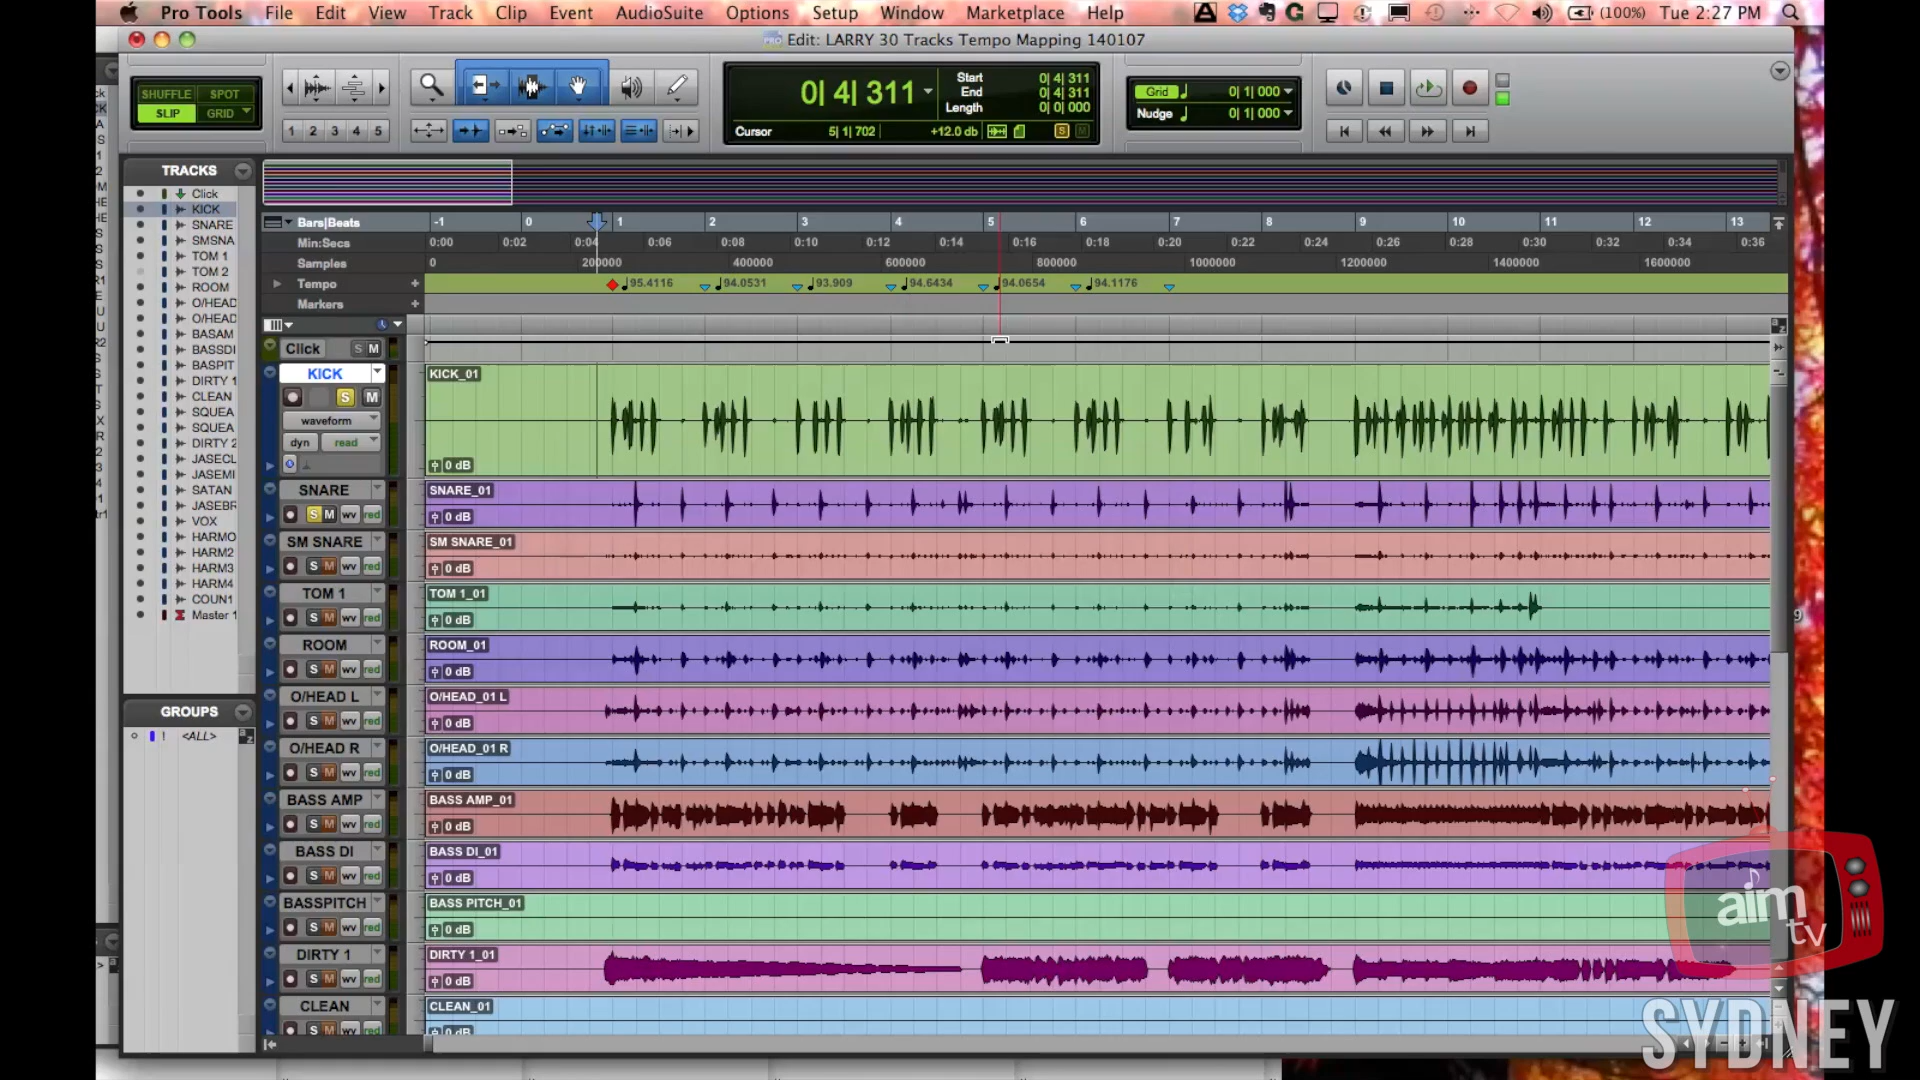 Pro Tools File Edit View Track Clip Event AudioSuite Options Setup Window Marketplace Help (100%) Tue 2:27 PM
Edit: LARRY 30 Tracks Tempo Mapping 140107
SHUFFLE SPOT
SLIP GRID
1 2 3 4 5
0| 4| 311
Start 0| 4| 311
End 0| 4| 311
Length 0| 0| 000
Cursor 5| 1| 702 +12.0 db S M
Grid 0| 1| 000
Nudge 0| 1| 000
TRACKS
Click
KICK
SNARE
SMSNA
TOM 1
TOM 2
ROOM
O/HEAD
O/HEAD
BASAM
BASSDI
BASPIT
DIRTY 1
CLEAN
SQUEA
SQUEA
DIRTY 2
JASECL
JASEMI
SATAN
JASEBR
VOX
HARMO
HARM2
HARM3
HARM4
COUN1
Master 1
GROUPS
! <ALL>
Bars|Beats -1 0 1 2 3 4 5 6 7 8 9 10 11 12 13
Min:Secs 0:00 0:02 0:04 0:06 0:08 0:10 0:12 0:14 0:16 0:18 0:20 0:22 0:24 0:26 0:28 0:30 0:32 0:34 0:36
Samples 0 200000 400000 600000 800000 1000000 1200000 1400000 1600000
Tempo 95.4116 94.0531 93.909 94.6434 94.0654 94.1176
Markers
Click S M
KICK KICK_01
S M
waveform
dyn read
0 dB
SNARE SNARE_01
S M wv red 0 dB
SM SNARE SM SNARE_01
S M wv red 0 dB
TOM 1 TOM 1_01
S M wv red 0 dB
ROOM ROOM_01
S M wv red 0 dB
O/HEAD L O/HEAD_01 L
S M wv red 0 dB
O/HEAD R O/HEAD_01 R
S M wv red 0 dB
BASS AMP BASS AMP_01
S M wv red 0 dB
BASS DI BASS DI_01
S M wv red 0 dB
BASSPITCH BASS PITCH_01
S M wv red 0 dB
DIRTY 1 DIRTY 1_01
S M wv red 0 dB
CLEAN CLEAN_01
S M wv red 0 dB
aim
tv
SYDNEY